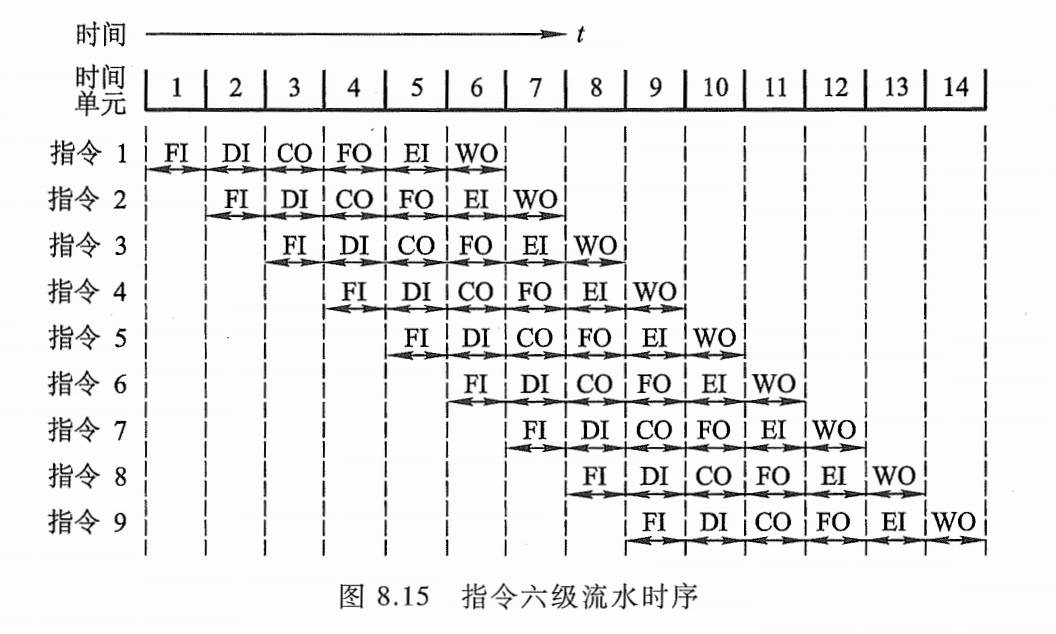 时间 t
时间单元 1 2 3 4 5 6 7 8 9 10 11 12 13 14
指令 1 FI DI CO FO EI WO
指令 2 FI DI CO FO EI WO
指令 3 FI DI CO FO EI WO
指令 4 FI DI CO FO EI WO
指令 5 FI DI CO FO EI WO
指令 6 FI DI CO FO EI WO
指令 7 FI DI CO FO EI WO
指令 8 FI DI CO FO EI WO
指令 9 FI DI CO FO EI WO
图 8.15 指令六级流水时序